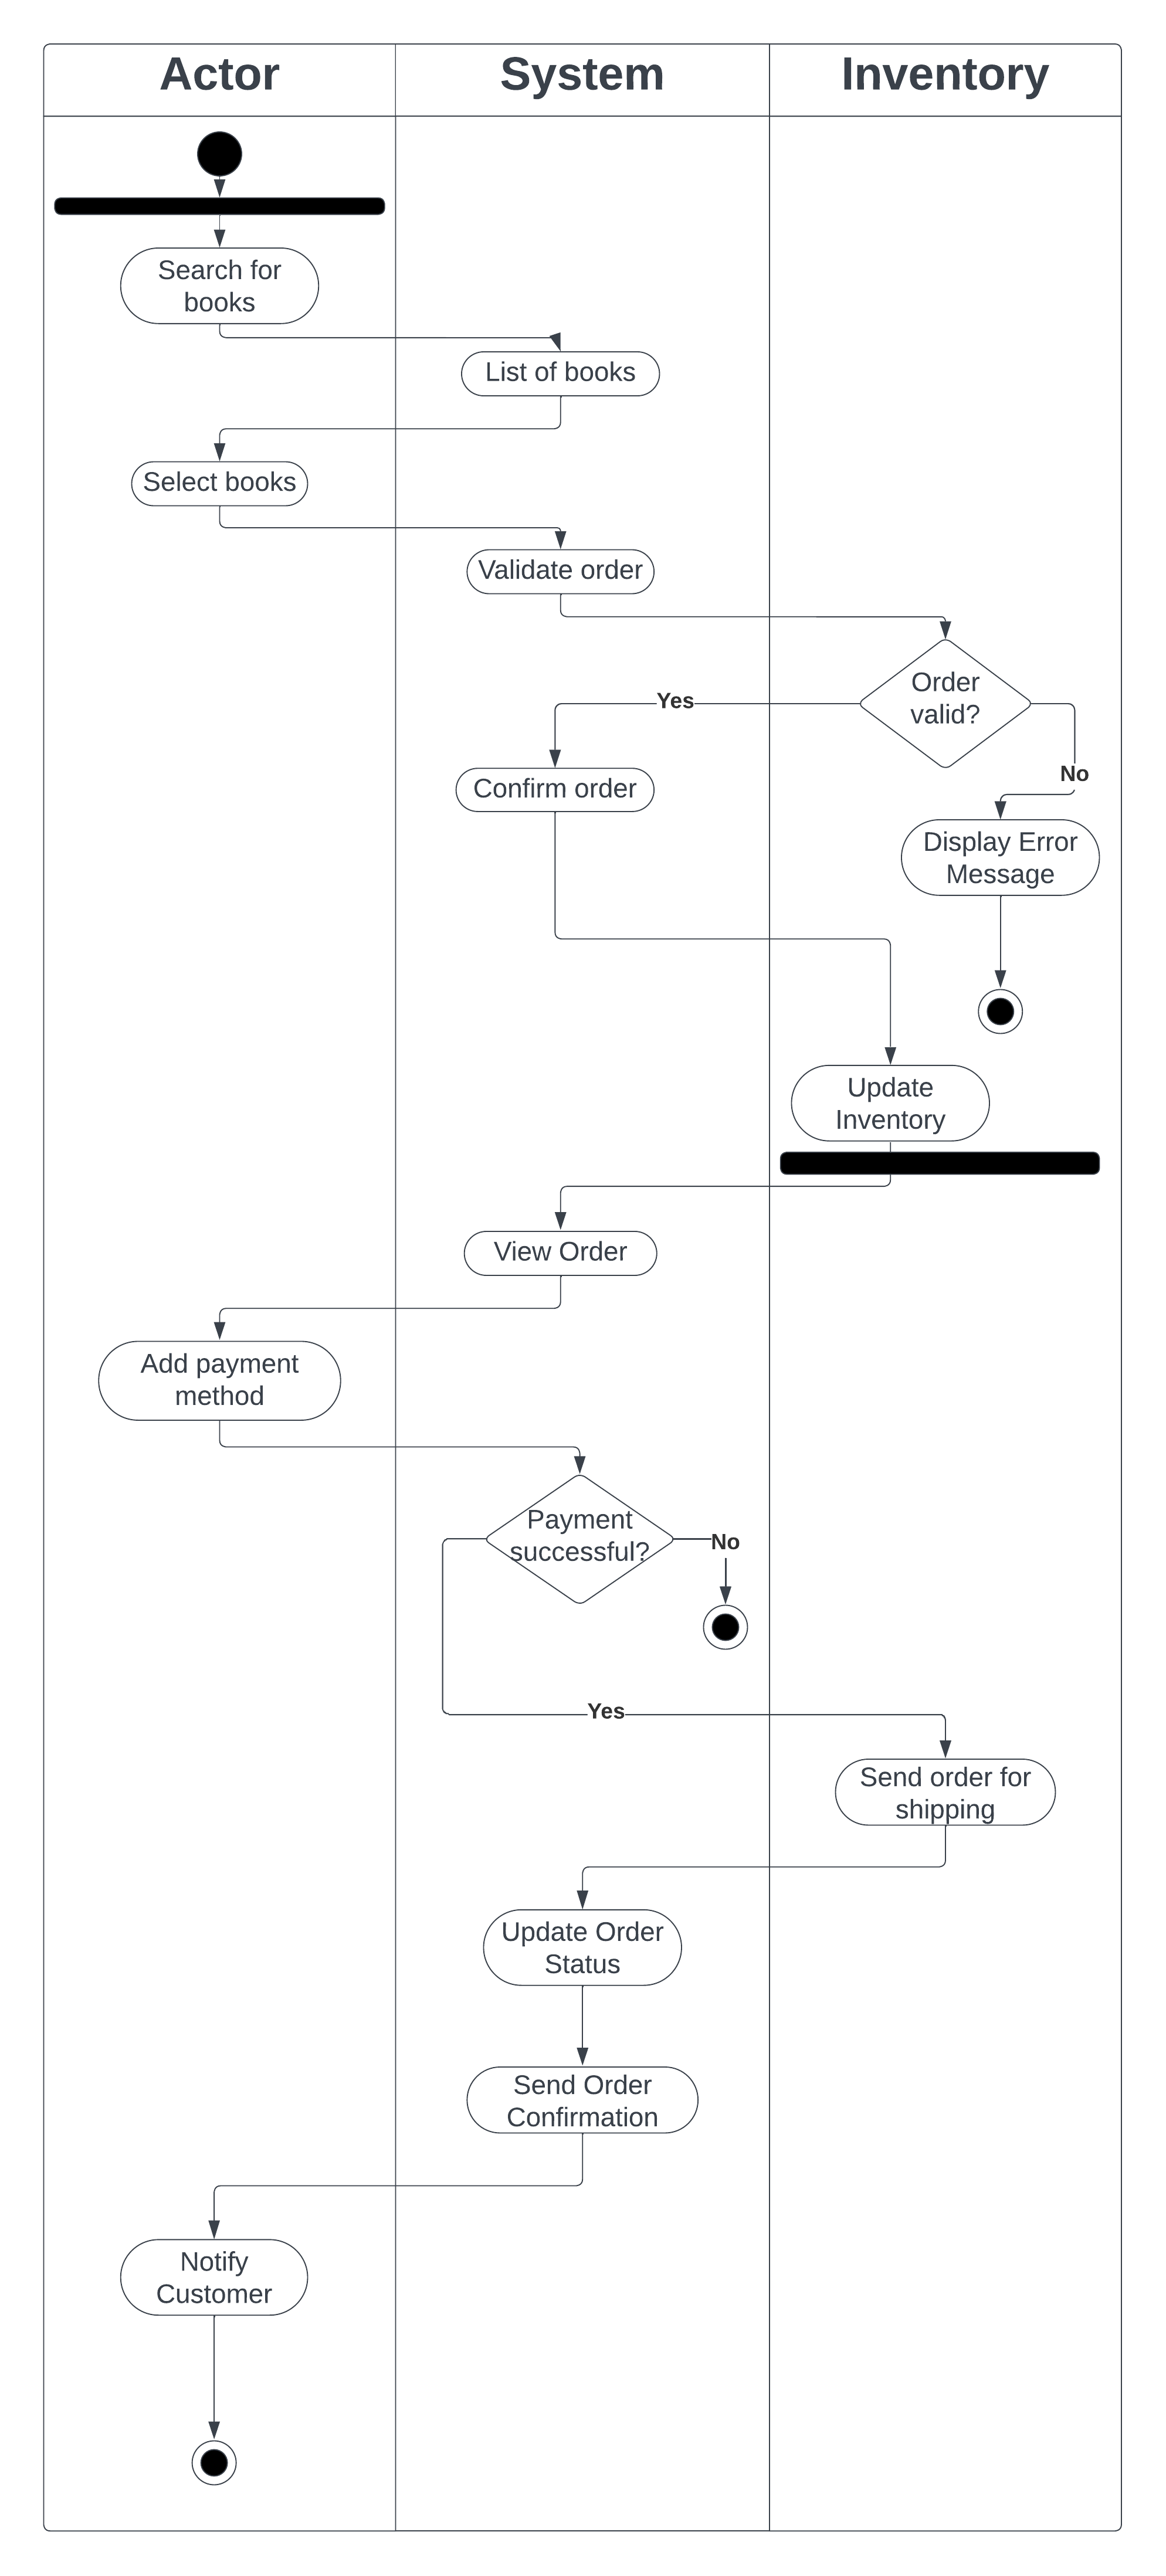 Actor
System
Inventory
Search for
books
List of books
Select books
Validate order
Order
valid?
Yes
No
Confirm order
Display Error
Message
Update
Inventory
View Order
Add payment
method
Payment
successful?
No
Yes
Send order for
shipping
Update Order
Status
Send Order
Confirmation
Notify
Customer